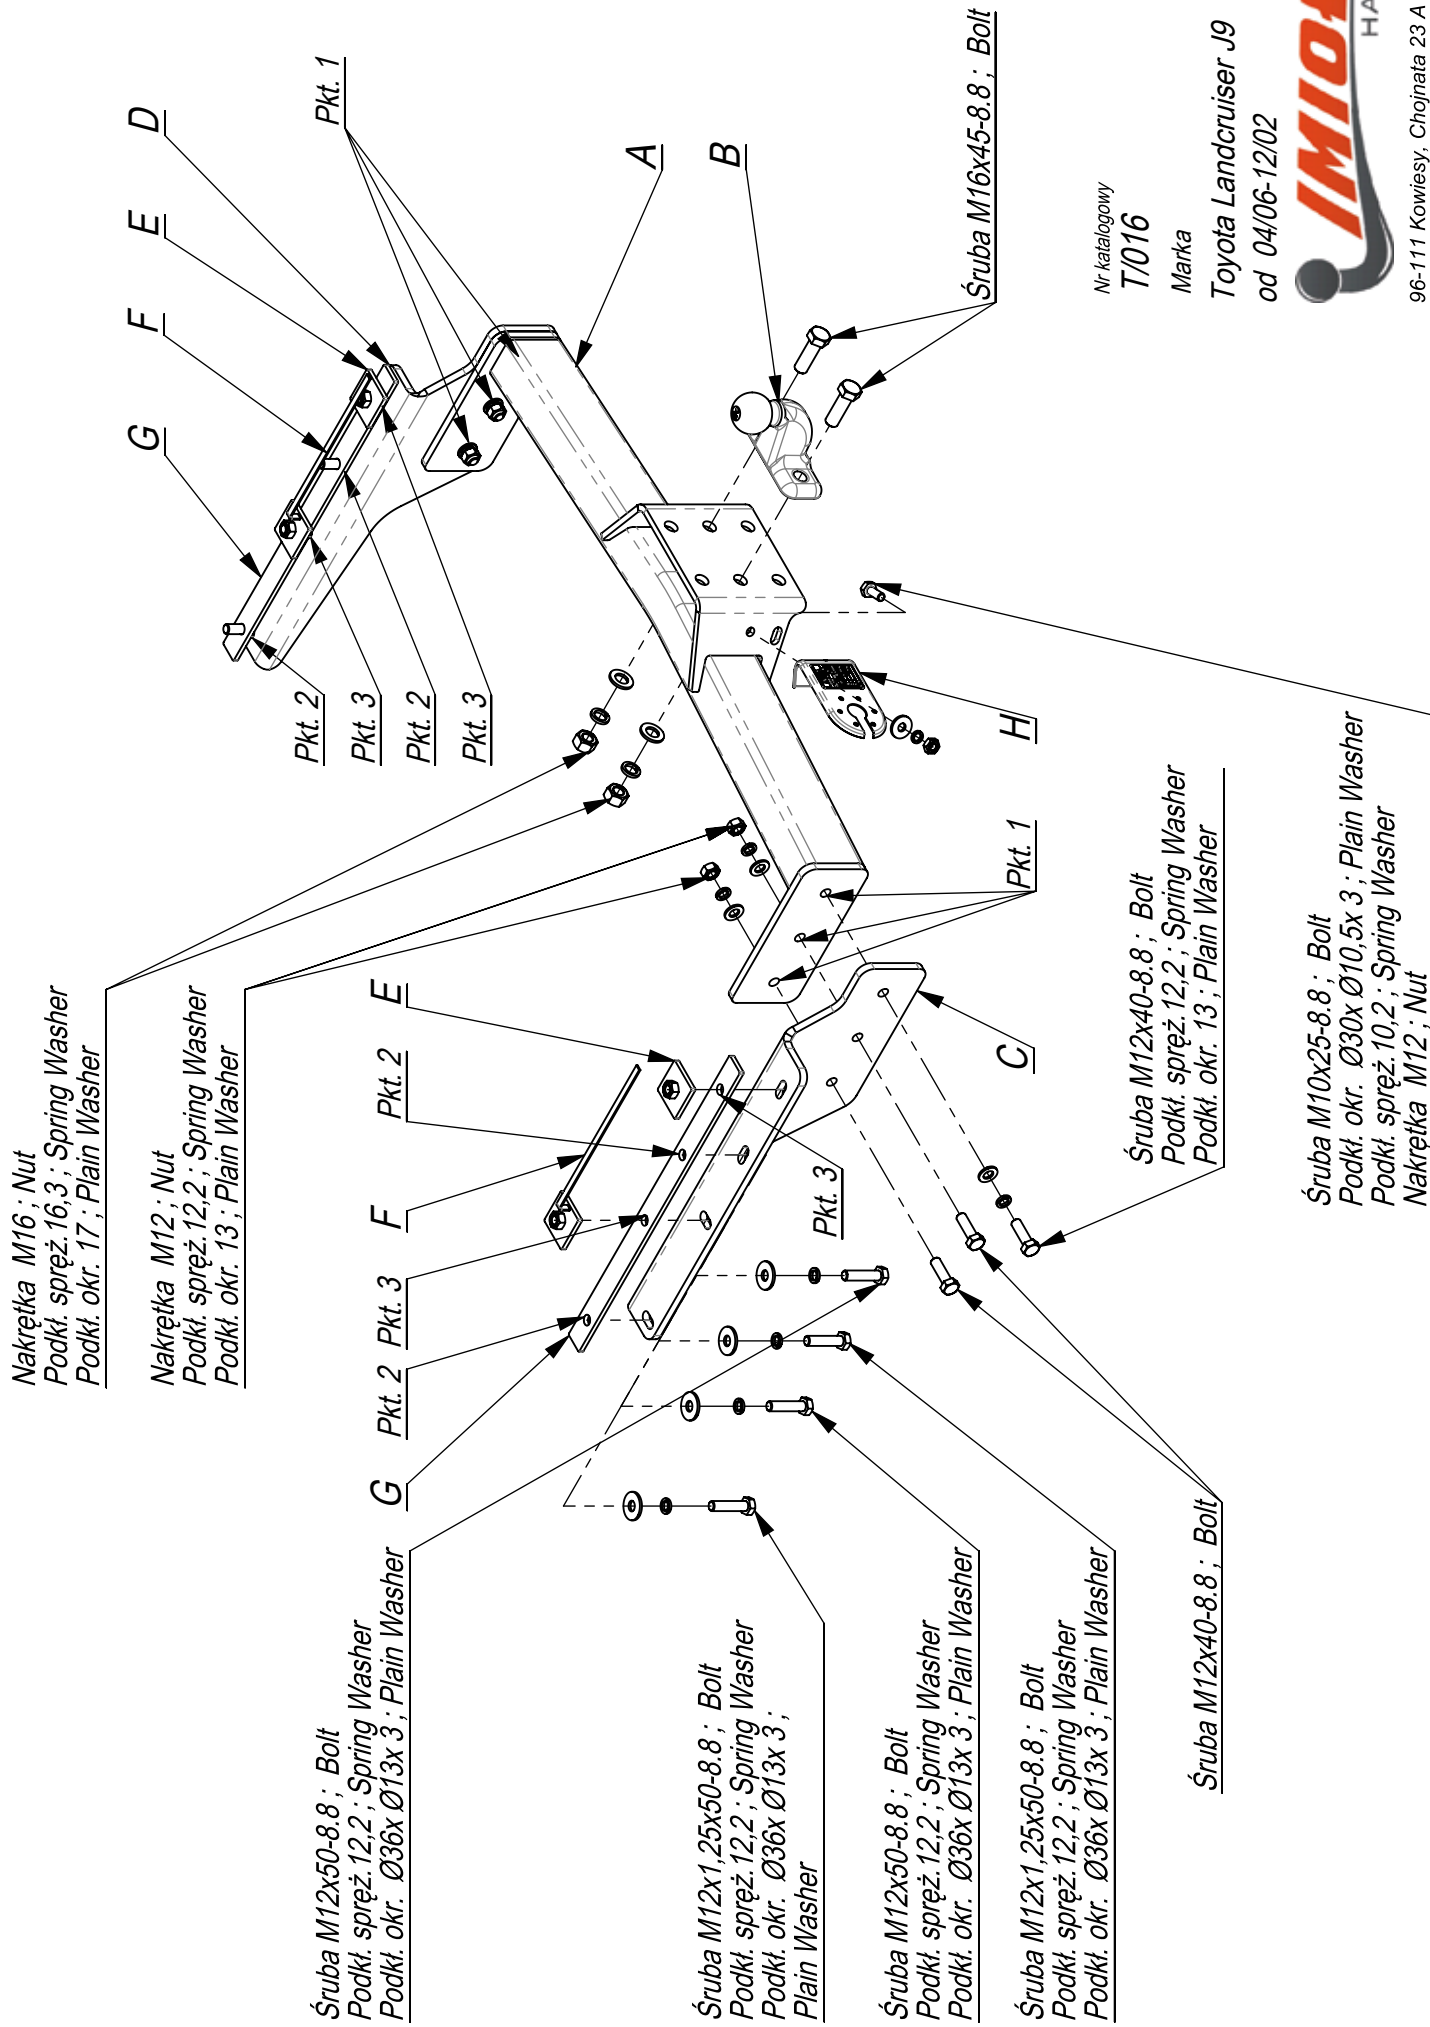 Nakrętka M16 ; Nut
Podkł. spręż.16,3 ; Spring Washer
Podkł. okr. 17 ; Plain Washer
Nakrętka M12 ; Nut
Podkł. spręż.12,2 ; Spring Washer
Podkł. okr. 13 ; Plain Washer
G
F
E
D
Pkt. 1
A
B
Śruba M16x45-8.8 ; Bolt
Pkt. 2
Pkt. 3
Pkt. 2
Pkt. 3
G
Pkt. 2
Pkt. 3
F
Pkt. 2
E
Pkt. 3
C
Pkt. 1
H
Śruba M12x50-8.8 ; Bolt
Podkł. spręż.12,2 ; Spring Washer
Podkł. okr. Ø36x Ø13x 3 ; Plain Washer
Śruba M12x1,25x50-8.8 ; Bolt
Podkł. spręż.12,2 ; Spring Washer
Podkł. okr. Ø36x Ø13x 3 ;
Plain Washer
Śruba M12x50-8.8 ; Bolt
Podkł. spręż.12,2 ; Spring Washer
Podkł. okr. Ø36x Ø13x 3 ; Plain Washer
Śruba M12x1,25x50-8.8 ; Bolt
Podkł. spręż.12,2 ; Spring Washer
Podkł. okr. Ø36x Ø13x 3 ; Plain Washer
Śruba M12x40-8.8 ; Bolt
Śruba M12x40-8.8 ; Bolt
Podkł. spręż.12,2 ; Spring Washer
Podkł. okr. 13 ; Plain Washer
Śruba M10x25-8.8 ; Bolt
Podkł. okr. Ø30x Ø10,5x 3 ; Plain Washer
Podkł. spręż.10,2 ; Spring Washer
Nakrętka M12 ; Nut
Nr katalogowy
T/016
Marka
Toyota Landcruiser J9
od 04/06-12/02
IMIOŁ
HA
96-111 Kowiesy, Chojnata 23 A